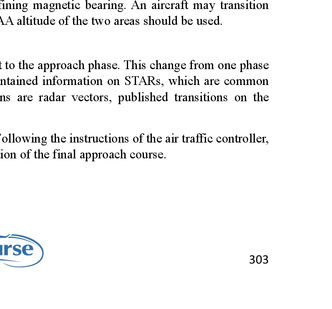 fining magnetic bearing. An aircraft may transition
AA altitude of the two areas should be used.
t to the approach phase. This change from one phase
ntained information on STARs, which are common
ns are radar vectors, published transitions on the
ollowing the instructions of the air traffic controller,
ion of the final approach course.
urse
303